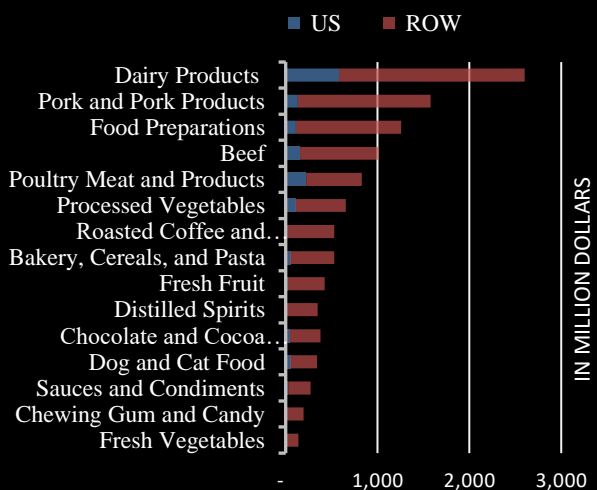 US ROW
Dairy Products
Pork and Pork Products
Food Preparations
Beef
Poultry Meat and Products
Processed Vegetables
Roasted Coffee and…
Bakery, Cereals, and Pasta
Fresh Fruit
Distilled Spirits
Chocolate and Cocoa…
Dog and Cat Food
Sauces and Condiments
Chewing Gum and Candy
Fresh Vegetables
- 1,000 2,000 3,000
IN MILLION DOLLARS